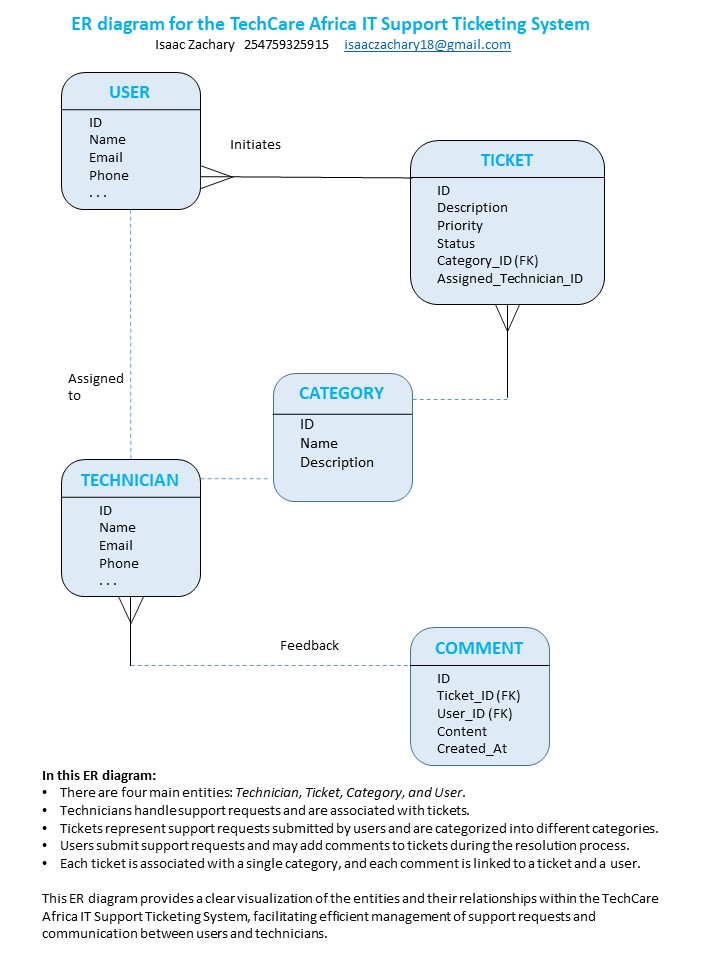 ER diagram for the TechCare Africa IT Support Ticketing System
Isaac Zachary 254759325915 isaaczachary18@gmail.com
USER
ID
Name
Email
Phone
. . .
Initiates
TICKET
ID
Description
Priority
Status
Category_ID (FK)
Assigned_Technician_ID
Assigned
to
CATEGORY
ID
Name
Description
TECHNICIAN
ID
Name
Email
Phone
. . .
Feedback
COMMENT
ID
Ticket_ID (FK)
User_ID (FK)
Content
Created_At
In this ER diagram:
• There are four main entities: Technician, Ticket, Category, and User.
• Technicians handle support requests and are associated with tickets.
• Tickets represent support requests submitted by users and are categorized into different categories.
• Users submit support requests and may add comments to tickets during the resolution process.
• Each ticket is associated with a single category, and each comment is linked to a ticket and a user.
This ER diagram provides a clear visualization of the entities and their relationships within the TechCare
Africa IT Support Ticketing System, facilitating efficient management of support requests and
communication between users and technicians.